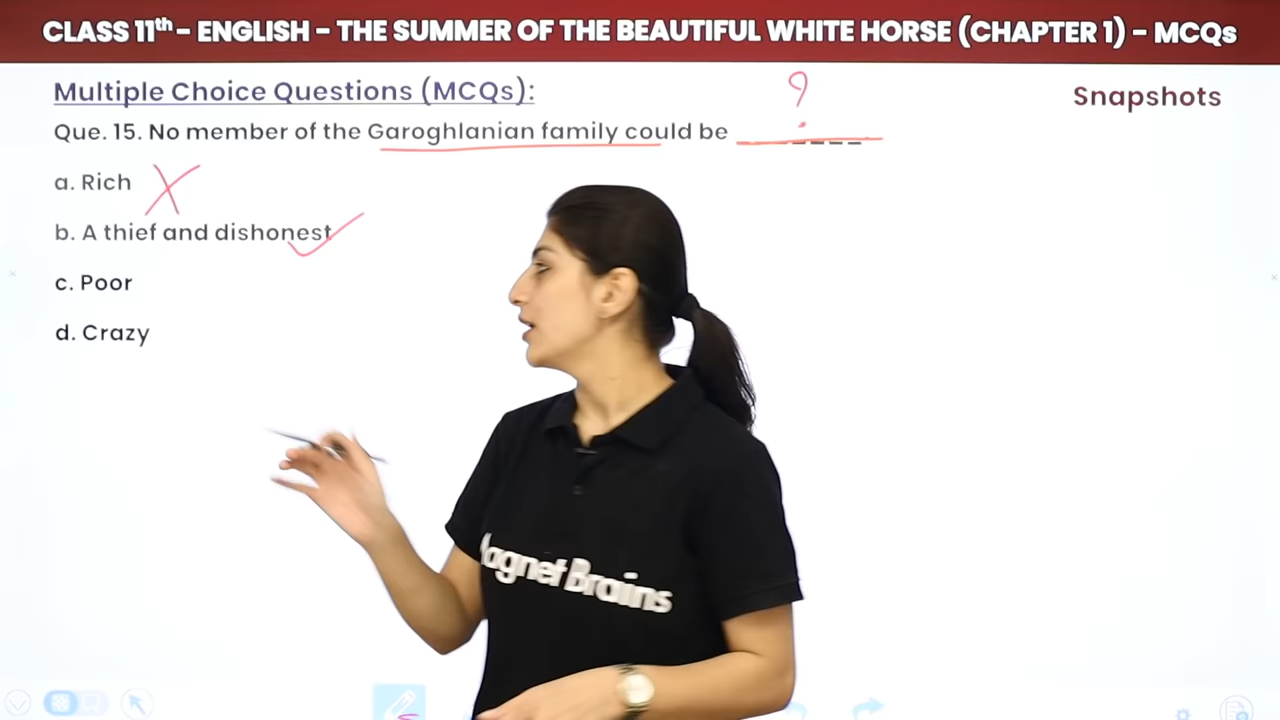 CLASS 11th – ENGLISH – THE SUMMER OF THE BEAUTIFUL WHITE HORSE (CHAPTER 1) – MCQs
Multiple Choice Questions (MCQs):
Snapshots
?
Que. 15. No member of the Garoghlanian family could be _______
a. Rich
b. A thief and dishonest
c. Poor
d. Crazy
Magnet Brains